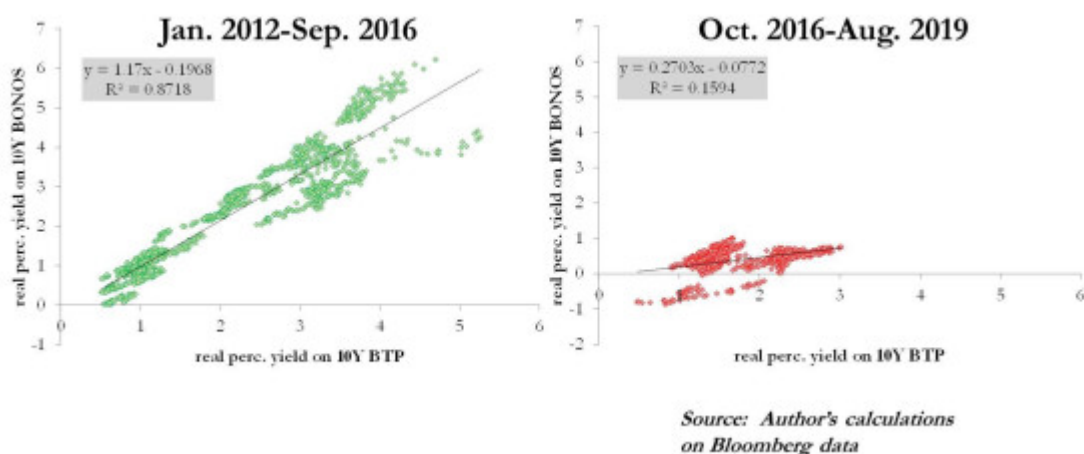 Jan. 2012-Sep. 2016
y = 1.17x - 0.1968
R² = 0.8718
real perc. yield on 10Y BONOS
7
6
5
4
3
2
1
0
-1
0 1 2 3 4 5 6
real perc. yield on 10Y BTP
Oct. 2016-Aug. 2019
y = 0.2703x - 0.0772
R² = 0.1594
real perc. yield on 10Y BONOS
7
6
5
4
3
2
1
0
-1
-2
0 1 2 3 4 5 6
real perc. yield on 10Y BTP
Source: Author's calculations
on Bloomberg data